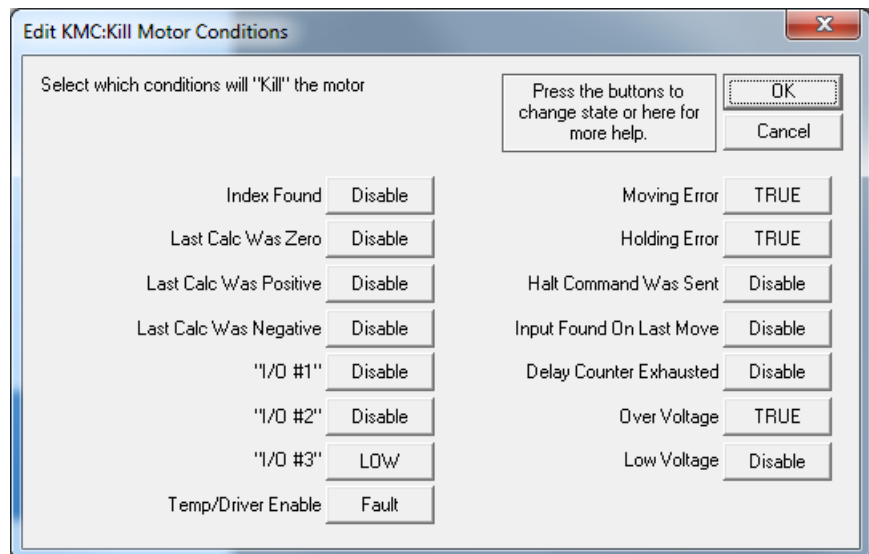 Edit KMC:Kill Motor Conditions
Select which conditions will "Kill" the motor
Press the buttons to
change state or here for
more help.
OK
Cancel
Index Found Disable
Last Calc Was Zero Disable
Last Calc Was Positive Disable
Last Calc Was Negative Disable
"I/O #1" Disable
"I/O #2" Disable
"I/O #3" LOW
Temp/Driver Enable Fault
Moving Error TRUE
Holding Error TRUE
Halt Command Was Sent Disable
Input Found On Last Move Disable
Delay Counter Exhausted Disable
Over Voltage TRUE
Low Voltage Disable